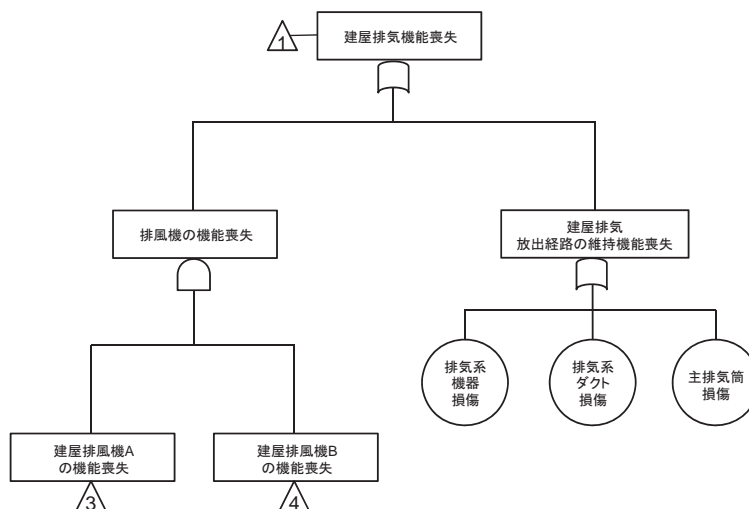 1
建屋排気機能喪失
排風機の機能喪失
建屋排気
放出経路の維持機能喪失
排気系
機器
損傷
排気系
ダクト
損傷
主排気筒
損傷
建屋排風機A
の機能喪失
建屋排風機B
の機能喪失
3
4